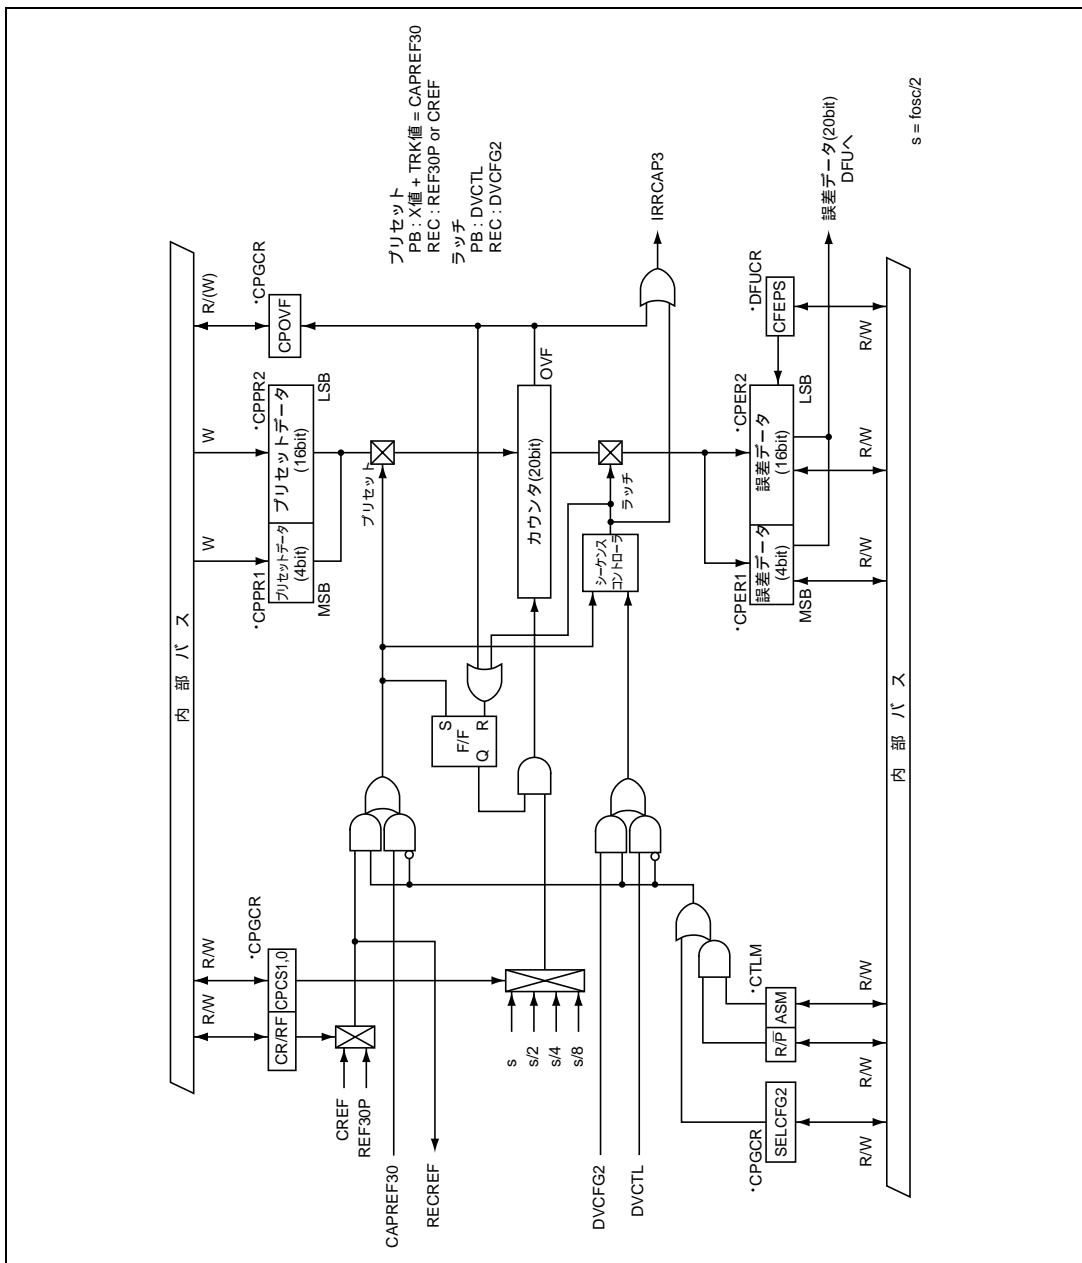 内部バス
R/W
R/W
W
W
R/(W)
・CPGCR
CR/RF
CPCS1,0
・CPPR1
プリセットデータ
(4bit)
・CPPR2
プリセットデータ
(16bit)
・CPGCR
CPOVF
MSB
LSB
CREF
REF30P
CAPREF30
RECREF
プリセット
プリセット
PB : X値 + TRK値 = CAPREF30
REC : REF30P or CREF
ラッチ
PB : DVCTL
REC : DVCFG2
S
F/F
Q
R
s
s/2
s/4
s/8
カウンタ(20bit)
OVF
DVCFG2
DVCTL
シーケンス
コントローラ
ラッチ
IRRCAP3
・CPGCR
SELCFG2
・CTLM
R/P̅
ASM
・CPER1
誤差データ
(4bit)
・CPER2
誤差データ
(16bit)
・DFUCR
CFEPS
MSB
LSB
誤差データ(20bit)
DFUへ
R/W
R/W
R/W
R/W
R/W
R/W
内部バス
s = fosc/2